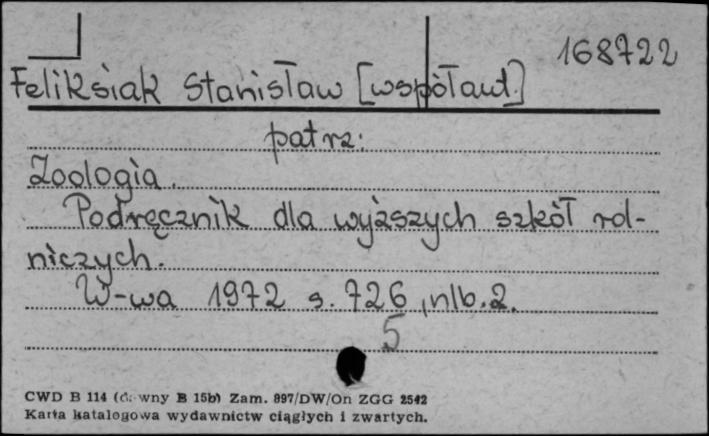 168722
Feliksiak Stanisław [współaut.]
patrz:
Zoologia.
Podręcznik dla wyższych szkół rol-
niczych.
W-wa 1972 s. 726, nlb. 2.
5
CWD B 114 (d. wny B 15b) Zam. 897/DW/On ZGG 2542
Karta katalogowa wydawnictw ciągłych i zwartych.